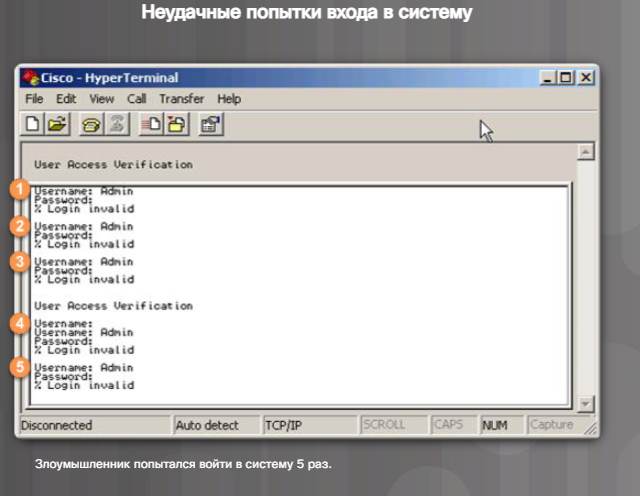 Неудачные попытки входа в систему
Cisco - HyperTerminal
File Edit View Call Transfer Help
User Access Verification
1
Username: Admin
Password:
% Login invalid
2
Username: Admin
Password:
% Login invalid
3
Username: Admin
Password:
% Login invalid
User Access Verification
4
Username:
Username: Admin
Password:
% Login invalid
5
Username: Admin
Password:
% Login invalid
Disconnected Auto detect TCP/IP SCROLL CAPS NUM Capture
Злоумышленник попытался войти в систему 5 раз.